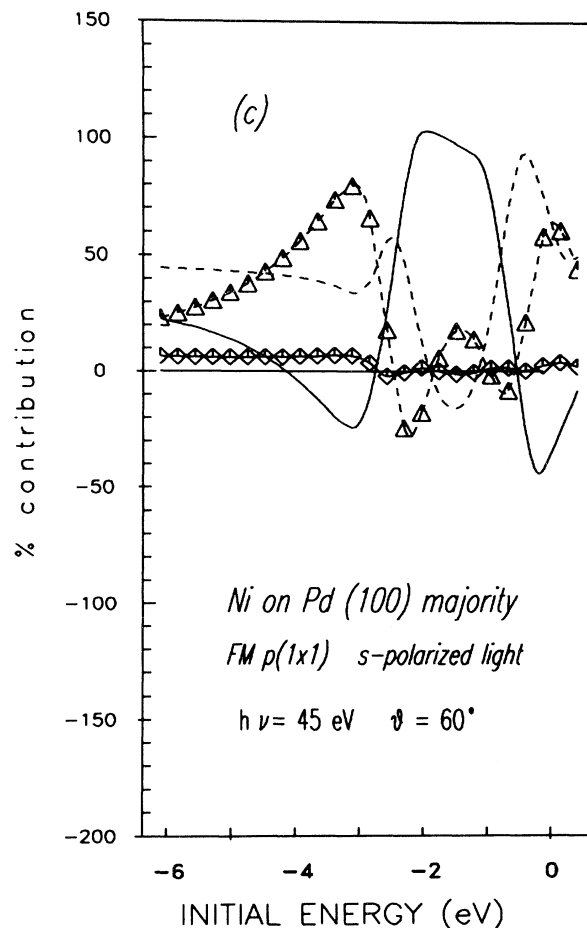 150
100
50
0
-50
-100
-150
-200
% contribution
(c)
Ni on Pd (100) majority
FM p(1x1) s-polarized light
h ν = 45 eV ϑ = 60°
-6 -4 -2 0
INITIAL ENERGY (eV)